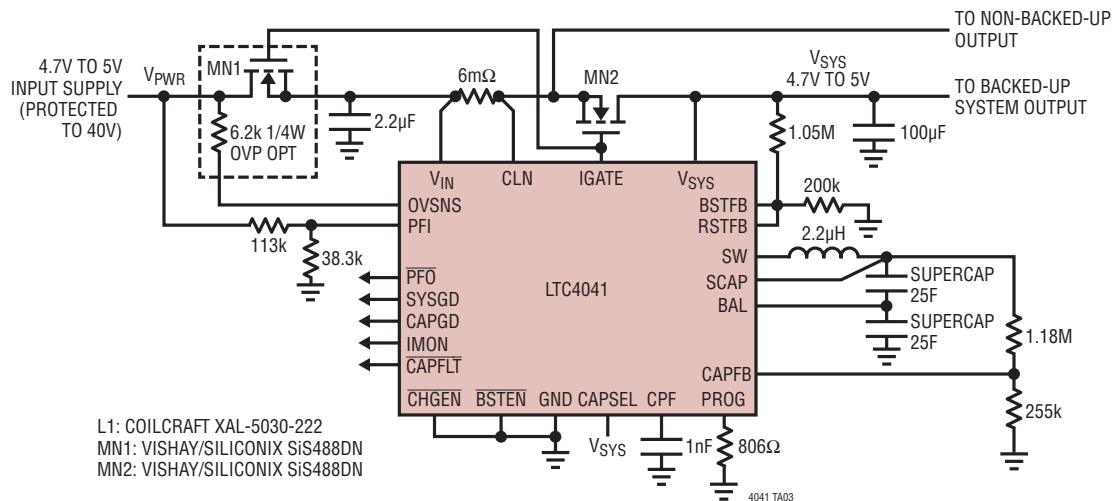 TO NON-BACKED-UP
OUTPUT
4.7V TO 5V
INPUT SUPPLY
(PROTECTED
TO 40V)
VPWR
MN1
6mΩ
MN2
VSYS
4.7V TO 5V
TO BACKED-UP
SYSTEM OUTPUT
6.2k 1/4W
OVP OPT
2.2µF
1.05M
100µF
VIN
CLN
IGATE
VSYS
OVSNS
PFI
BSTFB
RSTFB
200k
113k
38.3k
2.2µH
SW
SCAP
BAL
SUPERCAP
25F
SUPERCAP
25F
1.18M
PFO
SYSGD
CAPGD
IMON
CAPFLT
LTC4041
CAPFB
255k
CHGEN
BSTEN
GND
CAPSEL
CPF
PROG
VSYS
1nF
806Ω
L1: COILCRAFT XAL-5030-222
MN1: VISHAY/SILICONIX SiS488DN
MN2: VISHAY/SILICONIX SiS488DN
4041 TA03